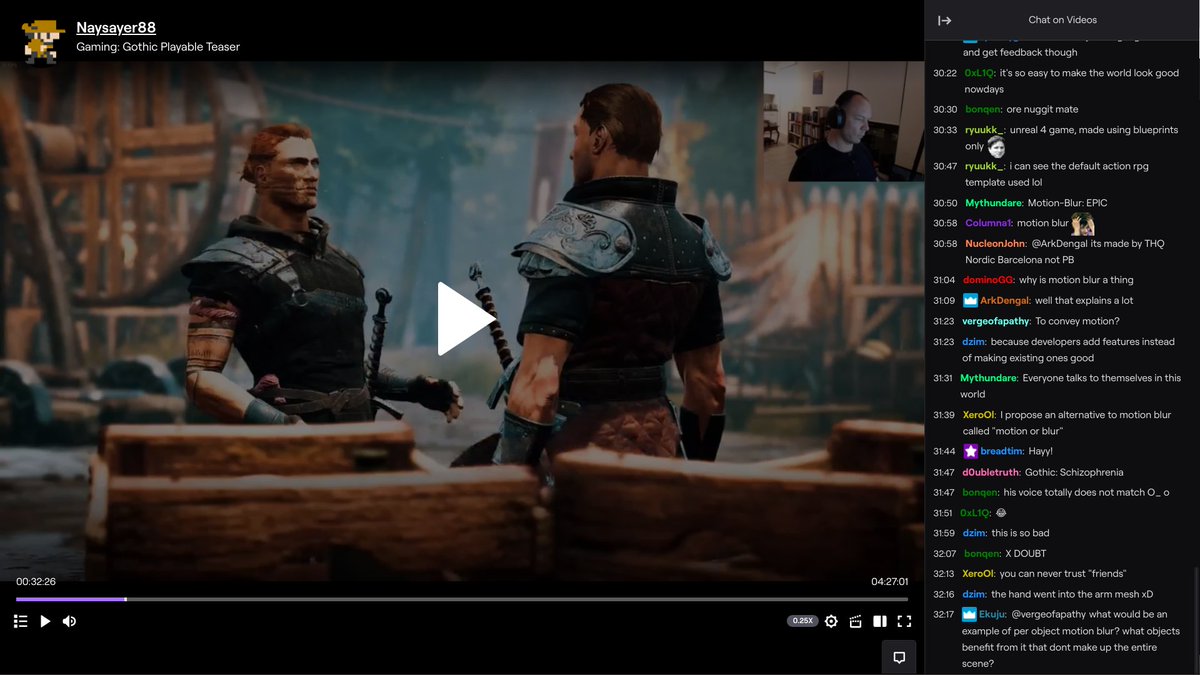 Naysayer88
Gaming: Gothic Playable Teaser
00:32:26
04:27:01
0.25X
Chat on Videos
and get feedback though
30:22 0xL1Q: it's so easy to make the world look good
nowdays
30:30 bonqen: ore nuggit mate
30:33 ryuukk_: unreal 4 game, made using blueprints
only
30:47 ryuukk_: i can see the default action rpg
template used lol
30:50 Mythundare: Motion-Blur: EPIC
30:58 Columna1: motion blur
30:58 NucleonJohn: @ArkDengal its made by THQ
Nordic Barcelona not PB
31:04 dominoGG: why is motion blur a thing
31:09 ArkDengal: well that explains a lot
31:23 vergeofapathy: To convey motion?
31:23 dzim: because developers add features instead
of making existing ones good
31:31 Mythundare: Everyone talks to themselves in this
world
31:39 XeroOl: I propose an alternative to motion blur
called "motion or blur"
31:44 breadtim: Hayy!
31:47 d0ubletruth: Gothic: Schizophrenia
31:47 bonqen: his voice totally does not match O_ o
31:51 0xL1Q: 😂
31:59 dzim: this is so bad
32:07 bonqen: X DOUBT
32:13 XeroOl: you can never trust "friends"
32:16 dzim: the hand went into the arm mesh xD
32:17 Ekuju: @vergeofapathy what would be an
example of per object motion blur? what objects
benefit from it that dont make up the entire
scene?